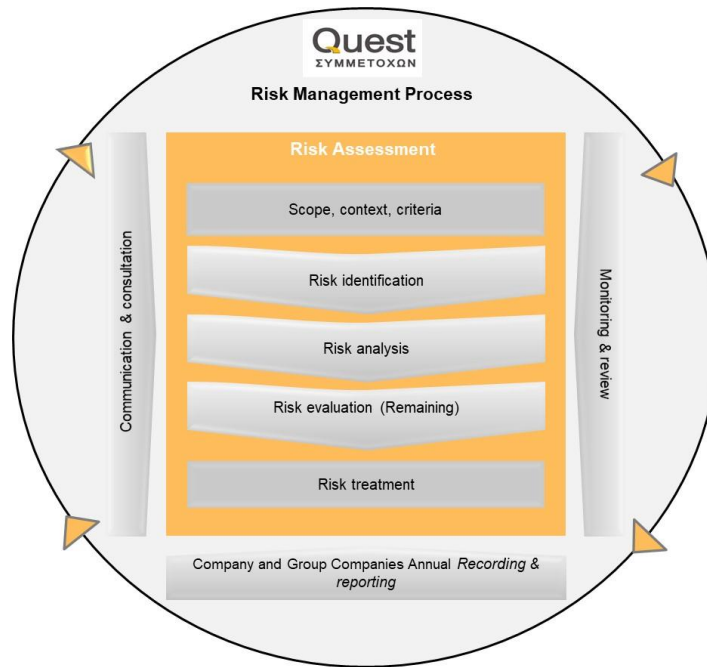 Quest
ΣΥΜΜΕΤΟΧΩΝ
Risk Management Process
Risk Assessment
Scope, context, criteria
Risk identification
Risk analysis
Risk evaluation (Remaining)
Risk treatment
Communication & consultation
Monitoring & review
Company and Group Companies Annual Recording &
reporting